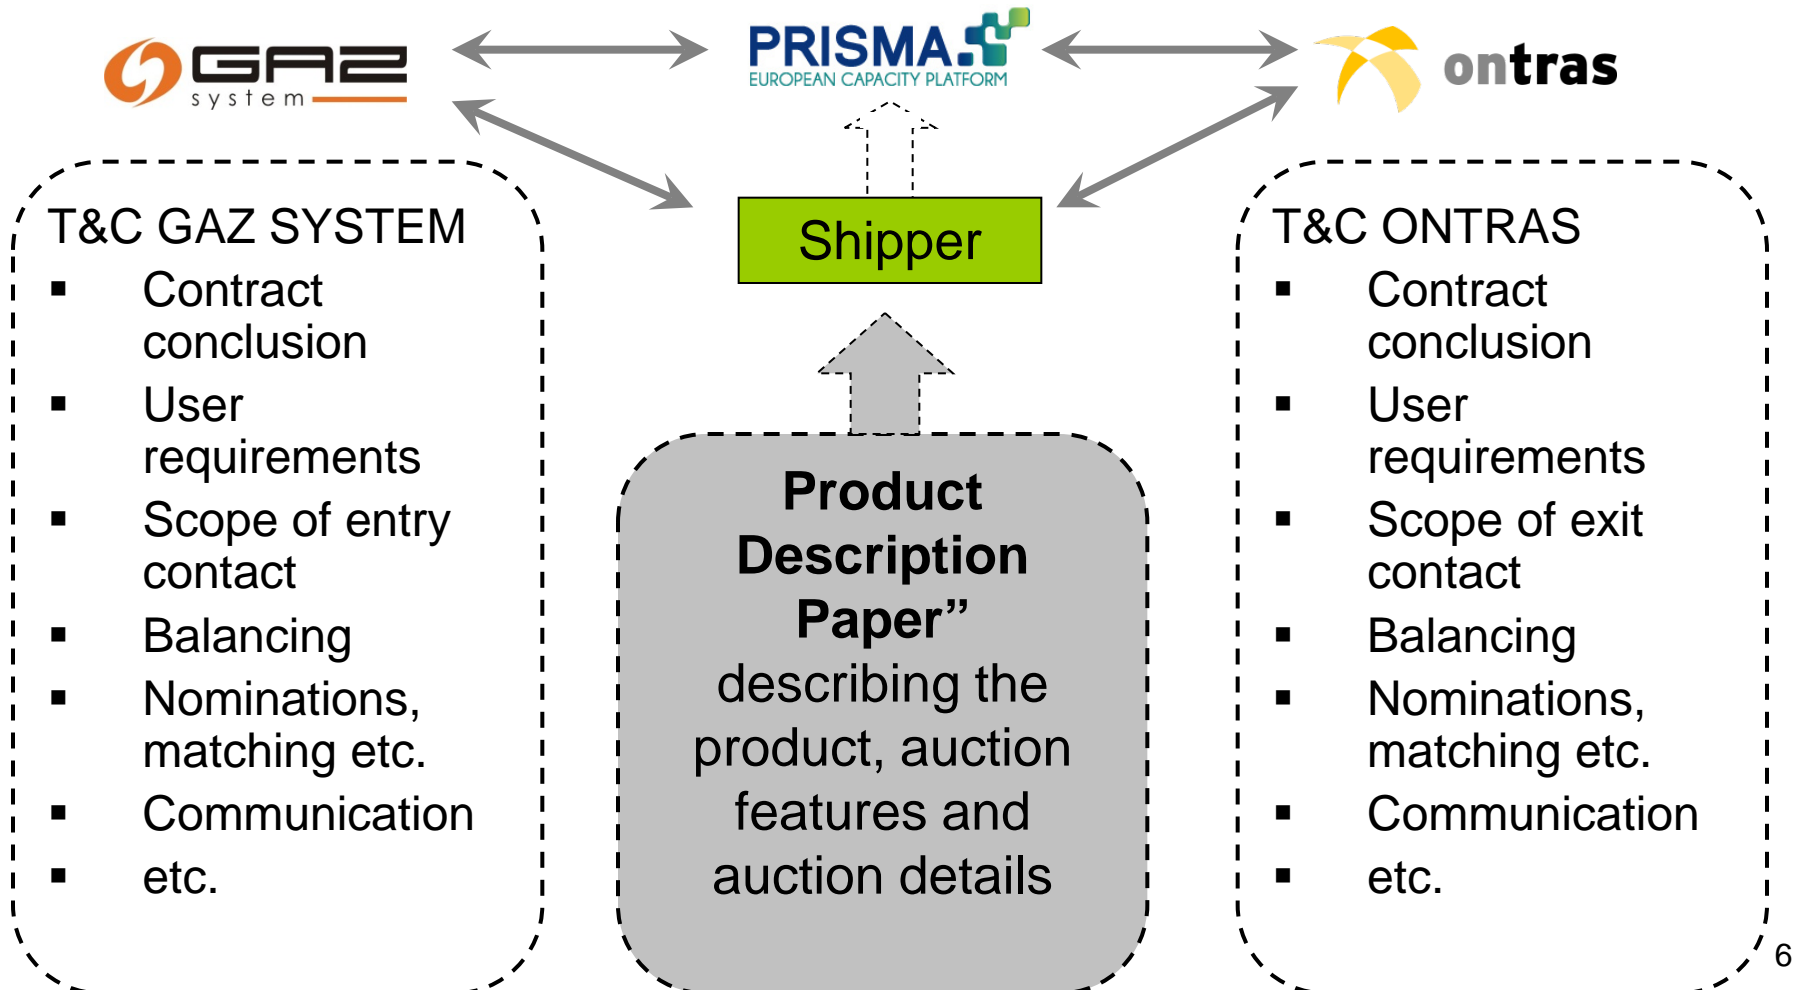 GAZ
system
PRISMA
EUROPEAN CAPACITY PLATFORM
ontras
T&C GAZ SYSTEM
▪ Contract
conclusion
▪ User
requirements
▪ Scope of entry
contact
▪ Balancing
▪ Nominations,
matching etc.
▪ Communication
▪ etc.
Shipper
Product
Description
Paper”
describing the
product, auction
features and
auction details
T&C ONTRAS
▪ Contract
conclusion
▪ User
requirements
▪ Scope of exit
contact
▪ Balancing
▪ Nominations,
matching etc.
▪ Communication
▪ etc.
6